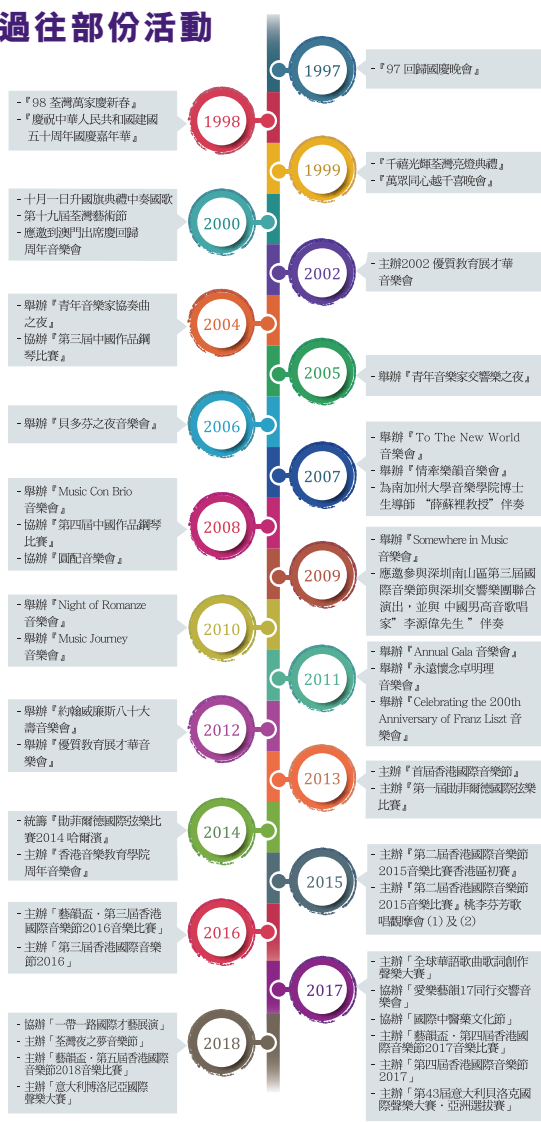 過往部份活動
1997
-『97 回歸國慶晚會』
1998
-『98 荃灣萬家慶新春』
-『慶祝中華人民共和國建國
五十周年國慶嘉年華』
1999
-『千禧光輝荃灣亮燈典禮』
-『萬眾同心越千喜晚會』
2000
- 十月一日升國旗典禮中奏國歌
- 第十九屆荃灣藝術節
- 應邀到澳門出席慶回歸
周年音樂會
2002
- 主辦2002 優質教育展才華
音樂會
2004
- 舉辦『青年音樂家協奏曲
之夜』
- 協辦『第三屆中國作品鋼
琴比賽』
2005
- 舉辦『青年音樂家交響樂之夜』
2006
- 舉辦『貝多芬之夜音樂會』
2007
- 舉辦『To The New World
音樂會』
- 舉辦『情牽樂韻音樂會』
- 為南加州大學音樂學院博士
生導師 “薛蘇裡教授”伴奏
2008
- 舉辦『Music Con Brio
音樂會』
- 協辦『第四屆中國作品鋼琴
比賽』
- 協辦『圓配音樂會』
2009
- 舉辦『Somewhere in Music
音樂會』
- 應邀參與深圳南山區第三屆國
際音樂節與深圳交響樂團聯合
演出，並與 中國男高音歌唱
家” 李源偉先生 ” 伴奏
2010
- 舉辦『Night of Romanze
音樂會』
- 舉辦『Music Journey
音樂會』
2011
- 舉辦『Annual Gala 音樂會』
- 舉辦『永遠懷念卓明理
音樂會』
- 舉辦『Celebrating the 200th
Anniversary of Franz Liszt 音
樂會』
2012
- 舉辦『約翰威廉斯八十大
壽音樂會』
- 舉辦『優質教育展才華音
樂會』
2013
- 主辦『首屆香港國際音樂節』
- 主辦『第一屆勛菲爾德國際弦樂
比賽』
2014
- 統籌『勛菲爾德國際弦樂比
賽2014 哈爾濱』
- 主辦『香港音樂教育學院
周年音樂會』
2015
- 主辦『第二屆香港國際音樂節
2015音樂比賽香港區初賽』
- 主辦『第二屆香港國際音樂節
2015音樂比賽』桃李芬芳歌
唱觀摩會 (1) 及 (2)
2016
- 主辦「藝韻盃·第三屆香港
國際音樂節2016音樂比賽」
- 主辦「第三屆香港國際音樂
節2016」
2017
- 主辦「全球華語歌曲歌詞創作
聲樂大賽」
- 協辦「愛樂藝韻17同行交響音
樂會」
- 協辦「國際中醫藥文化節」
- 主辦「藝韻盃·第四屆香港國
際音樂節2017音樂比賽」
- 主辦「第四屆香港國際音樂節
2017」
- 主辦「第43屆意大利貝洛克國
際聲樂大賽·亞洲選拔賽」
2018
- 協辦「一帶一路國際才藝展演」
- 主辦「荃灣夜之夢音樂節」
- 主辦「藝韻盃·第五屆香港國際
音樂節2018音樂比賽」
- 主辦「意大利博洛尼亞國際
聲樂大賽」